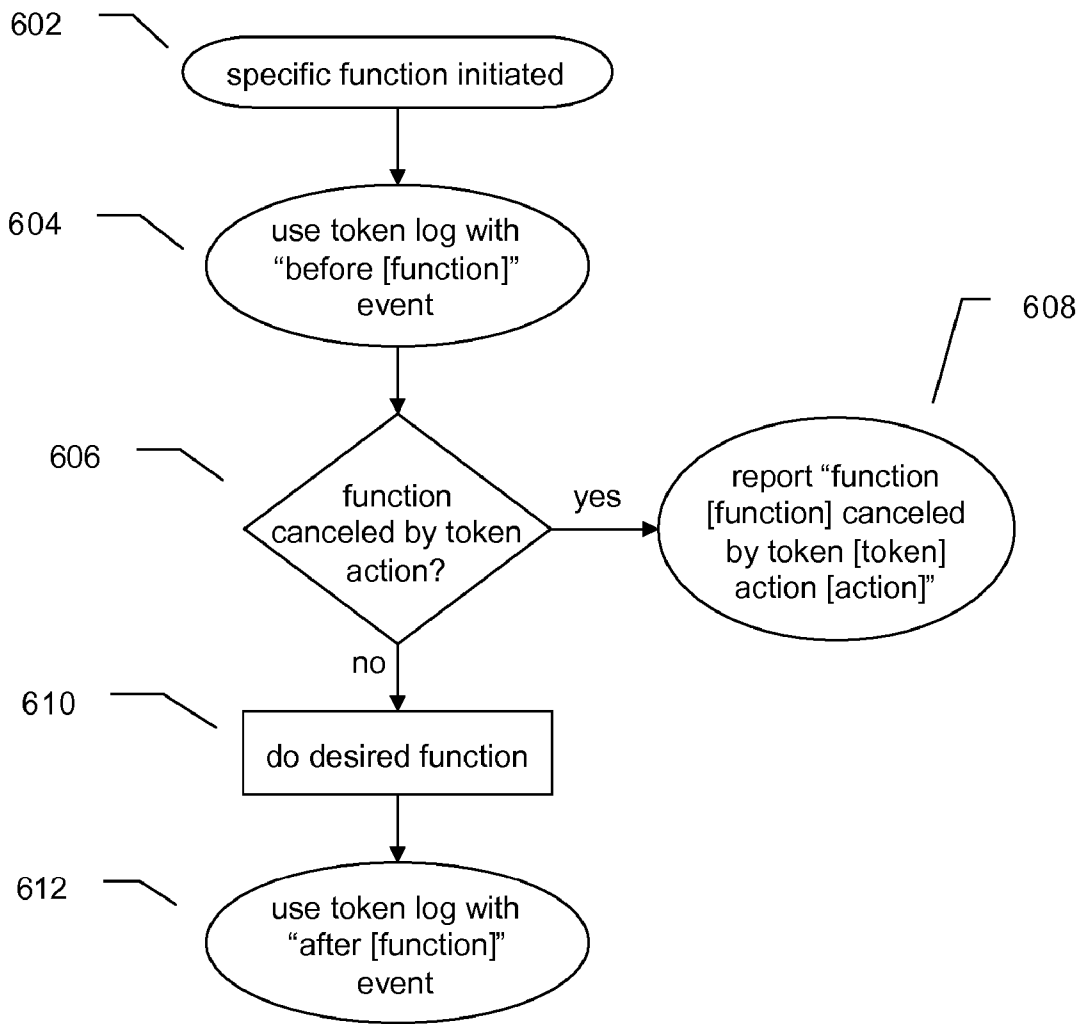 602
specific function initiated
604
use token log with
“before [function]”
event
608
606
function
canceled by token
action?
yes
report “function
[function] canceled
by token [token]
action [action]”
no
610
do desired function
612
use token log with
“after [function]”
event